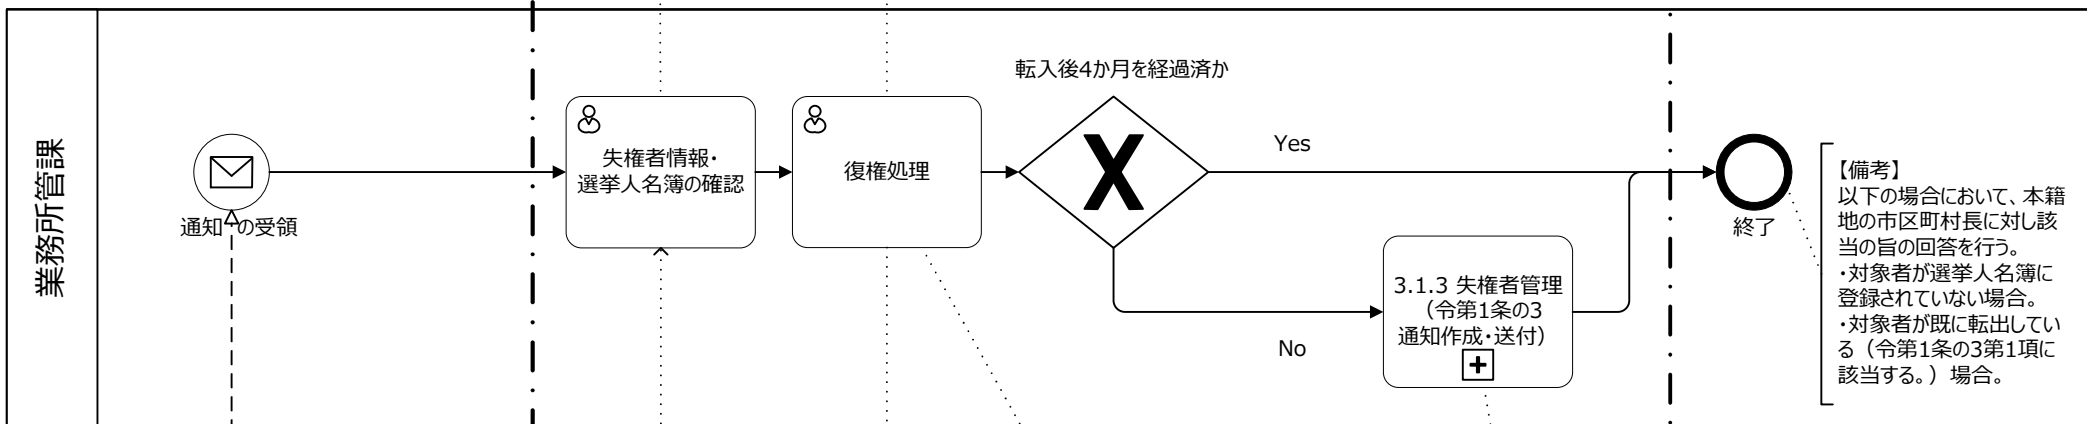 業務所管課
通知 の受領
失権者情報・
選挙人名簿の確認
復権処理
転入後4か月を経過済か
X
Yes
No
3.1.3 失権者管理
（令第1条の3
通知作成・送付）
終了
【備考】
以下の場合において、本籍
地の市区町村長に対し該
当の旨の回答を行う。
・対象者が選挙人名簿に
登録されていない場合。
・対象者が既に転出してい
る（令第1条の3第1項に
該当する。）場合。